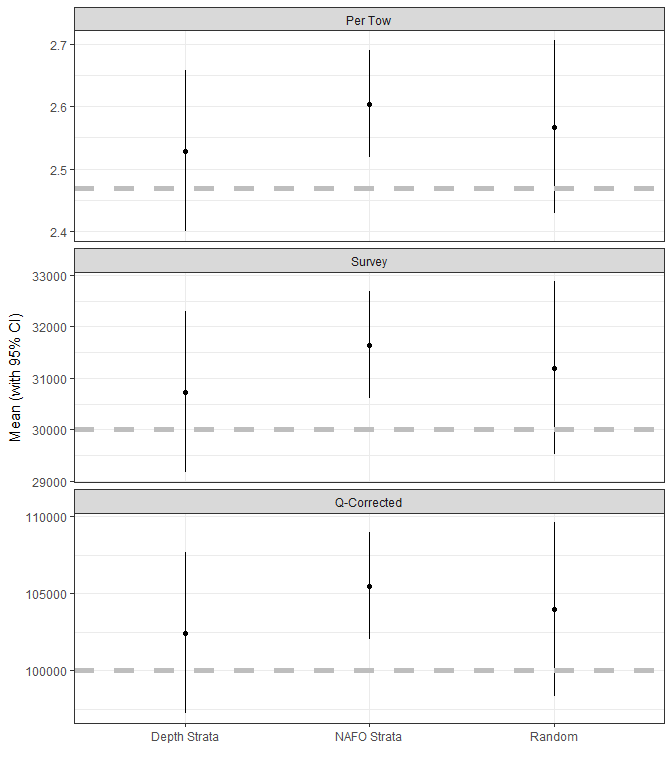 Per Tow
2.7
2.6
2.5
2.4
Survey
33000
32000
31000
30000
29000
Mean (with 95% CI)
Q-Corrected
110000
105000
100000
Depth Strata
NAFO Strata
Random